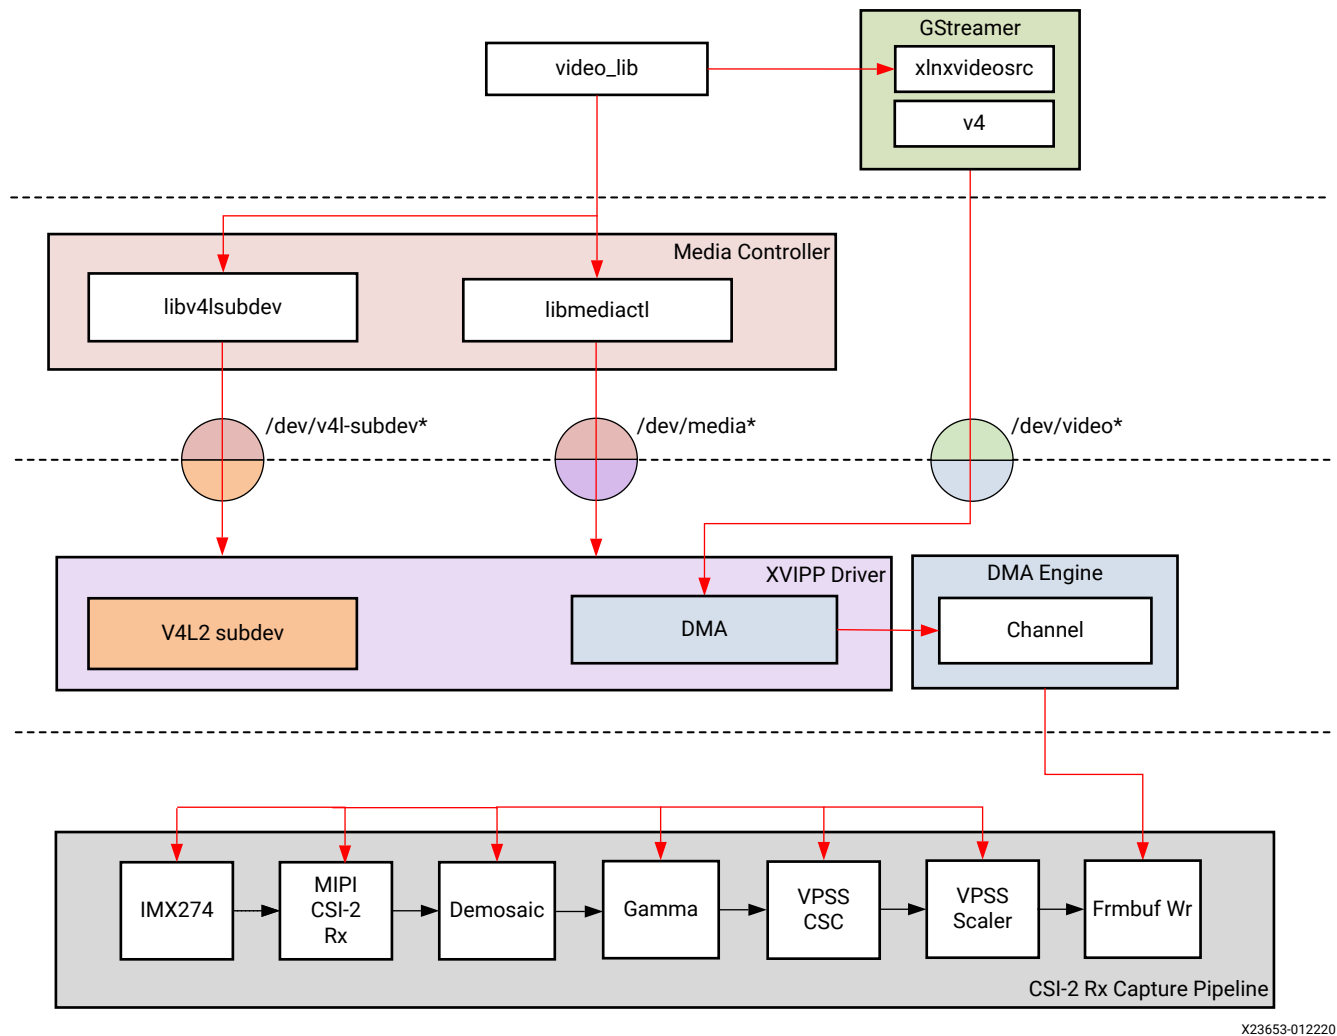 GStreamer
video_lib
xlnxvideosrc
v4
Media Controller
libv4lsubdev
libmediactl
/dev/v4l-subdev*
/dev/media*
/dev/video*
XVIPP Driver
DMA Engine
V4L2 subdev
DMA
Channel
IMX274
MIPI
CSI-2
Rx
Demosaic
Gamma
VPSS
CSC
VPSS
Scaler
Frmbuf Wr
CSI-2 Rx Capture Pipeline
X23653-012220